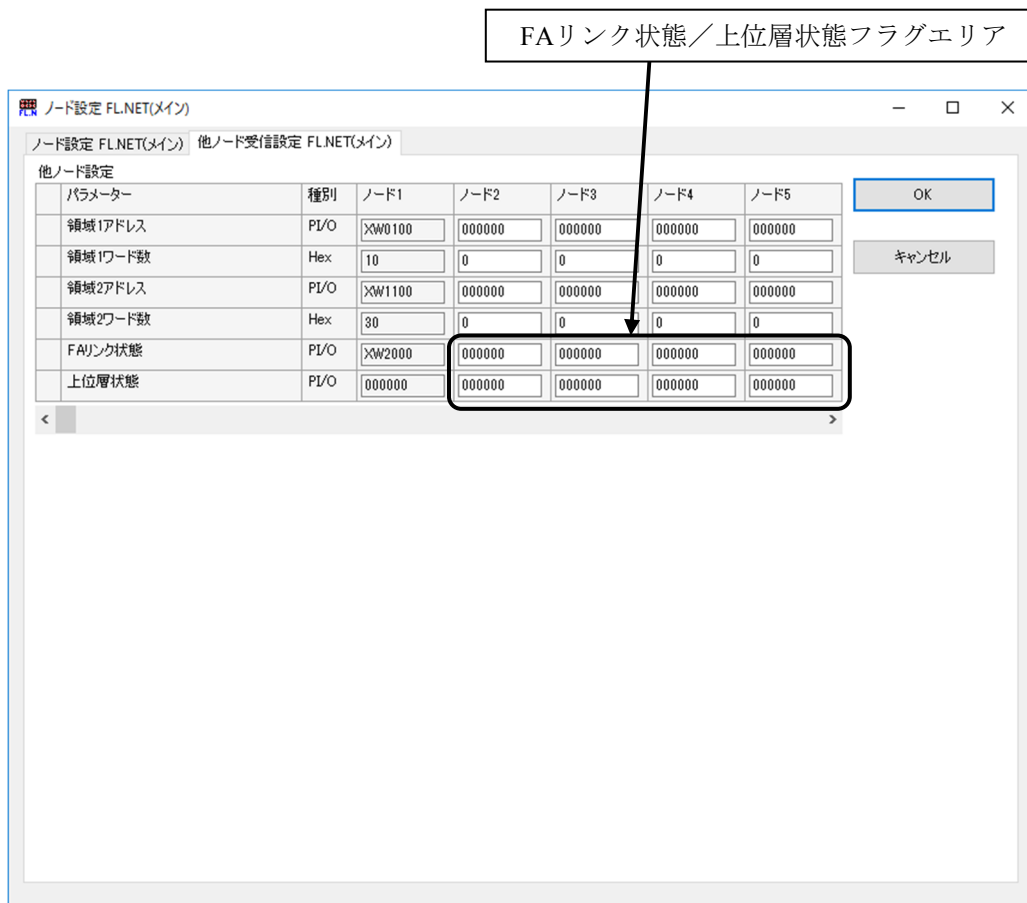 FAリンク状態／上位層状態フラグエリア
ノード設定 FL.NET(メイン)
ノード設定 FL.NET(メイン) 他ノード受信設定 FL.NET(メイン)
他ノード設定
パラメーター 種別 ノード1 ノード2 ノード3 ノード4 ノード5 OK
領域1アドレス PI/O XW0100 000000 000000 000000 000000
領域1ワード数 Hex 10 0 0 0 0 キャンセル
領域2アドレス PI/O XW1100 000000 000000 000000 000000
領域2ワード数 Hex 30 0 0 0 0
FAリンク状態 PI/O XW2000 000000 000000 000000 000000
上位層状態 PI/O 000000 000000 000000 000000 000000